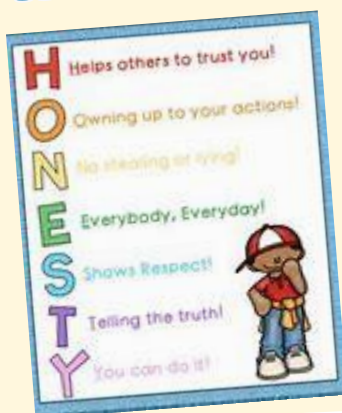 HONESTY
Helps others to trust you!
Owning up to your actions!
No stealing or lying!
Everybody, Everyday!
Shows Respect!
Telling the truth!
You can do it!